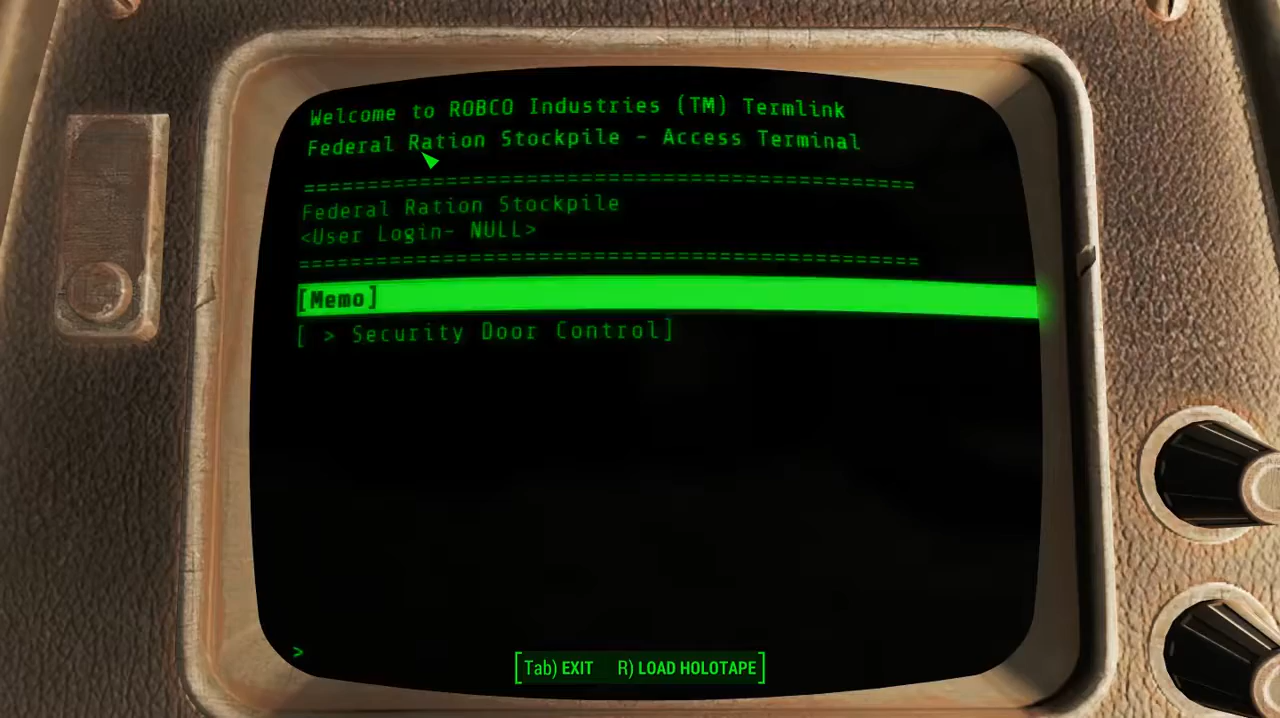 Welcome to ROBCO Industries (TM) Termlink
Federal Ration Stockpile - Access Terminal
===============================================
Federal Ration Stockpile
<User Login- NULL>
===============================================
[Memo]
[ > Security Door Control]
>
[Tab) EXIT R) LOAD HOLOTAPE]